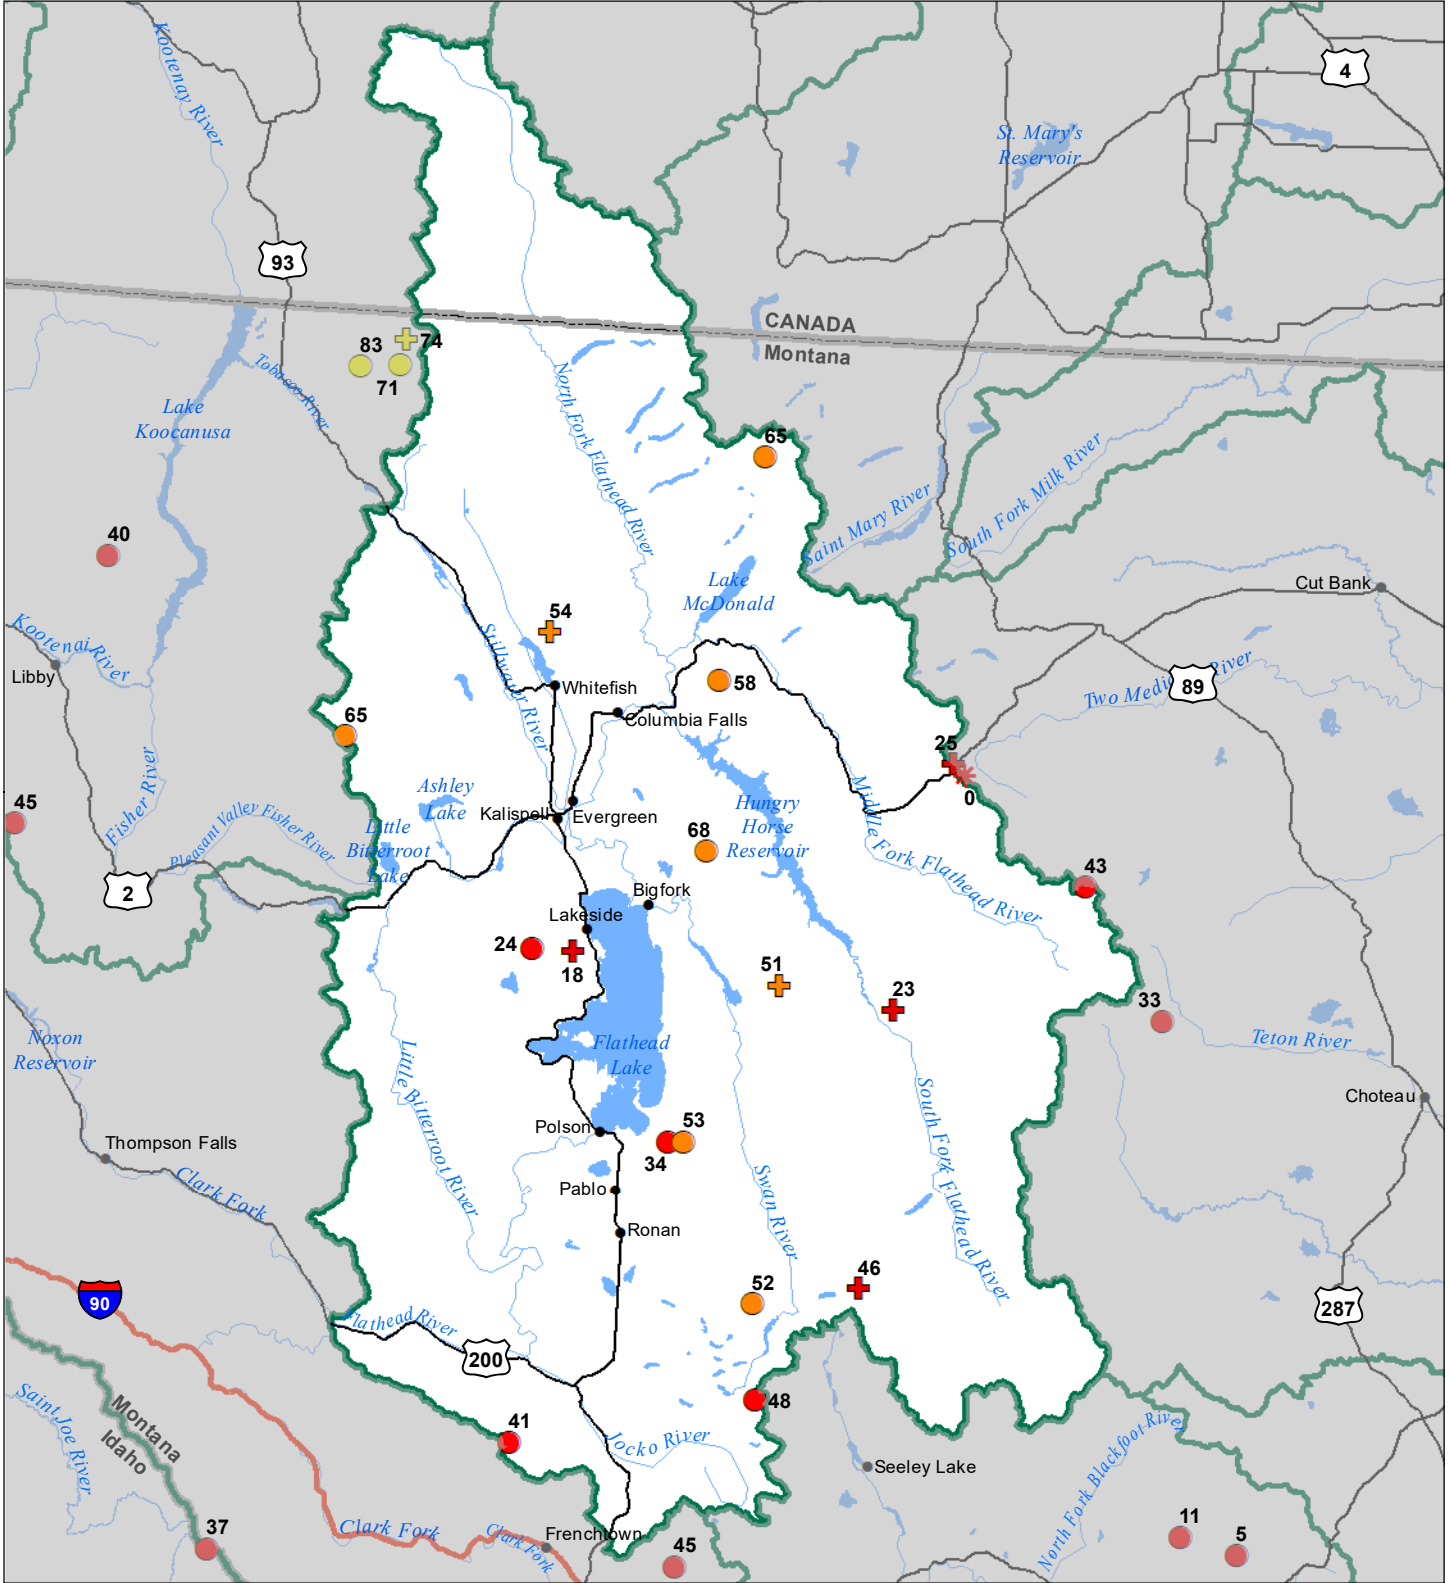 Kootenay River
4
St. Mary's
Reservoir
93
CANADA
Montana
83
74
71
Tobacco River
Lake
Koocanusa
North Fork Flathead River
65
Saint Mary River
South Fork Milk River
40
Cut Bank
Lake
McDonald
54
Kootenai River
Libby
Stillwater River
Whitefish
58
Columbia Falls
Two Medic River
89
65
25
0
45
Fisher River
Pleasant Valley Fisher River
Ashley
Lake
Little
Bitterroot
Lake
Kalispell
Evergreen
Hungry
Horse
Reservoir
68
Middle Fork Flathead River
43
2
Bigfork
Lakeside
24
18
51
23
33
Noxon
Reservoir
Flathead
Lake
Teton River
Choteau
Little Bitterroot River
South Fork Flathead River
Thompson Falls
Clark Fork
Polson
53
34
Pablo
Swan River
Ronan
46
52
90
Flathead River
200
287
48
41
Jocko River
Saint Joe River
Montana
Idaho
Seeley Lake
North Fork Blackfoot River
37
Clark Fork
Clark Fork
Frenchtown
45
11
5